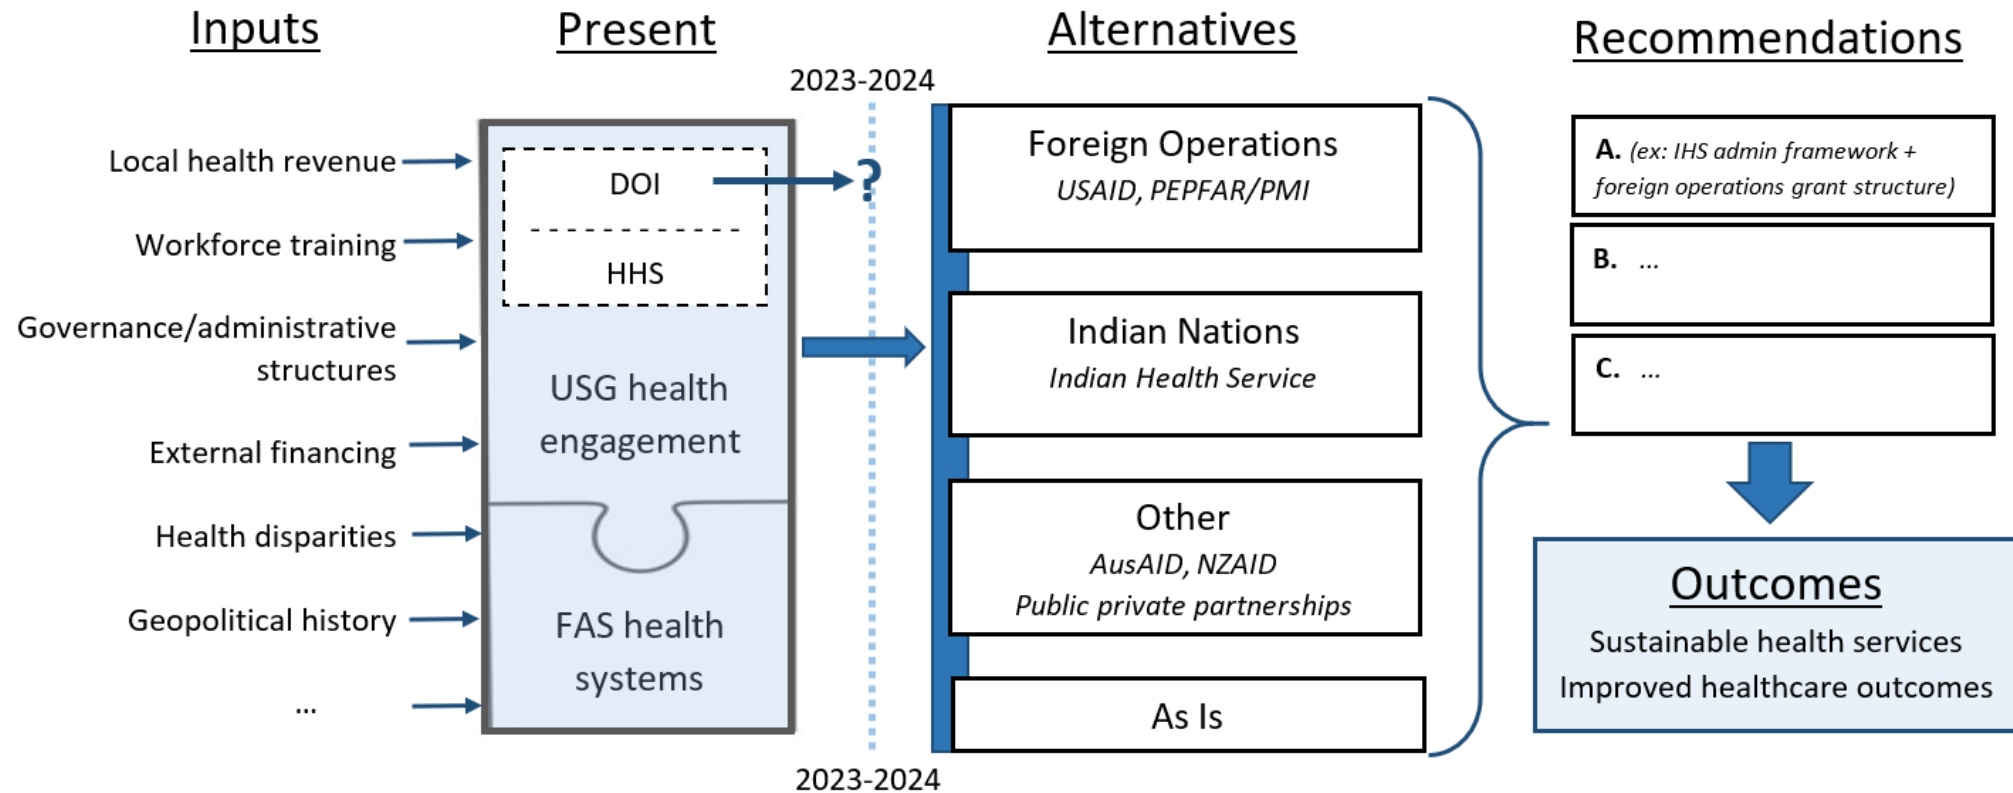 Inputs
Local health revenue
Workforce training
Governance/administrative
structures
External financing
Health disparities
Geopolitical history
...
Present
DOI
HHS
USG health
engagement
FAS health
systems
2023-2024
?
2023-2024
Alternatives
Foreign Operations
USAID, PEPFAR/PMI
Indian Nations
Indian Health Service
Other
AusAID, NZAID
Public private partnerships
As Is
Recommendations
A. (ex: IHS admin framework +
foreign operations grant structure)
B. ...
C. ...
Outcomes
Sustainable health services
Improved healthcare outcomes